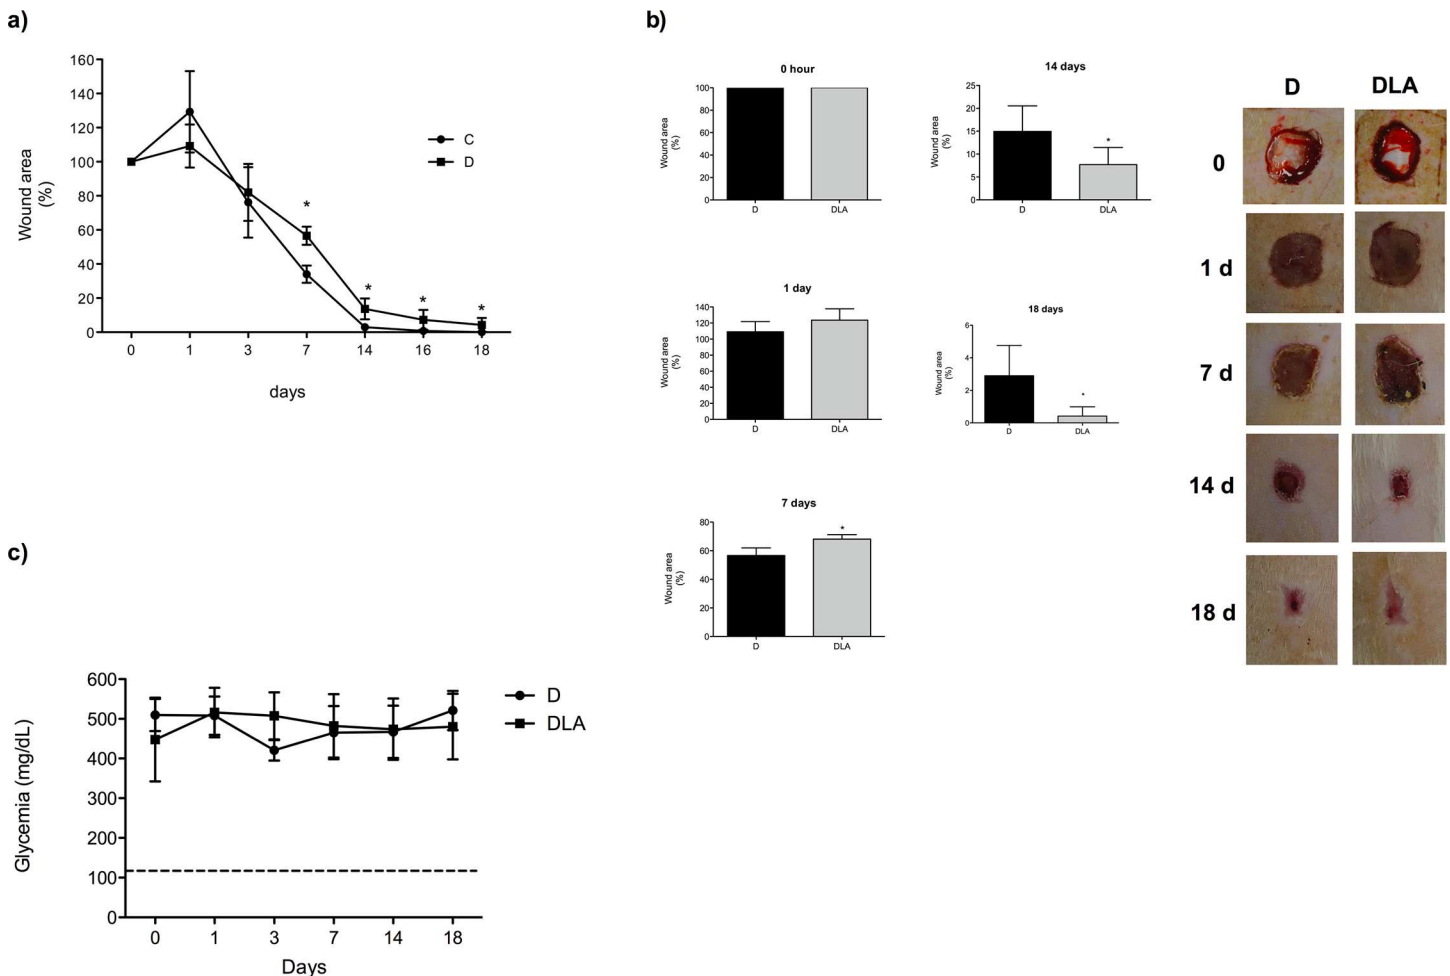 a)
160
140
120
100
80
60
40
20
0
Wound area
(%)
*
*
*
*
C
D
0 1 3 7 14 16 18
days
b)
0 hour
100
80
60
40
20
0
Wound area
(%)
D DLA
14 days
25
20
15
10
5
0
Wound area
(%)
*
D DLA
1 day
140
120
100
80
60
40
20
0
Wound area
(%)
D DLA
18 days
6
4
2
0
Wound area
(%)
*
D DLA
7 days
80
60
40
20
0
Wound area
(%)
*
D DLA
D DLA
0
1 d
7 d
14 d
18 d
c)
600
500
400
300
200
100
0
Glycemia (mg/dL)
D
DLA
0 1 3 7 14 18
Days